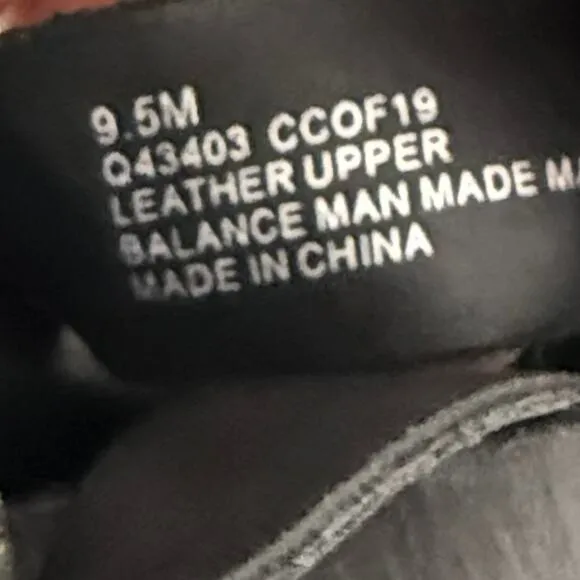 9.5M
Q43403 CCOF19
LEATHER UPPER
BALANCE MAN MADE
MADE IN CHINA